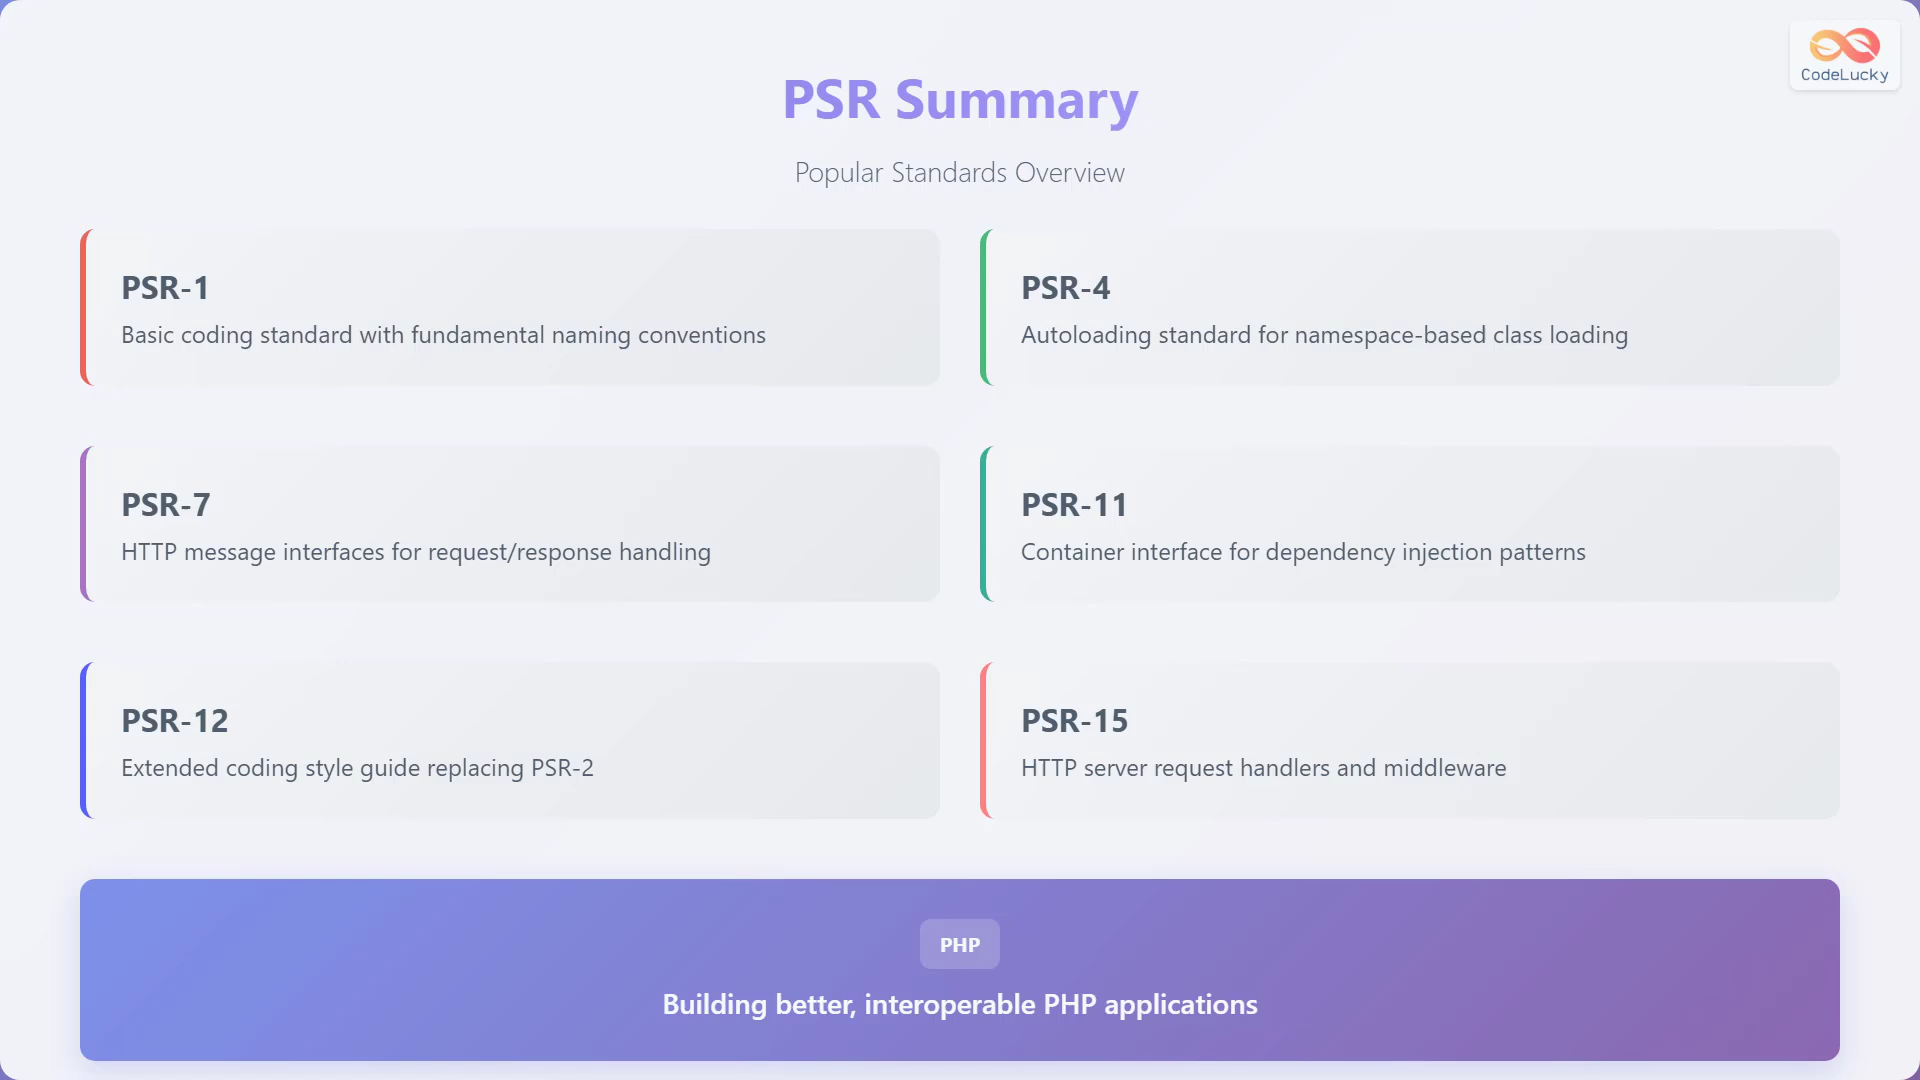 CodeLucky
PSR Summary
Popular Standards Overview
PSR-1
Basic coding standard with fundamental naming conventions
PSR-4
Autoloading standard for namespace-based class loading
PSR-7
HTTP message interfaces for request/response handling
PSR-11
Container interface for dependency injection patterns
PSR-12
Extended coding style guide replacing PSR-2
PSR-15
HTTP server request handlers and middleware
PHP
Building better, interoperable PHP applications